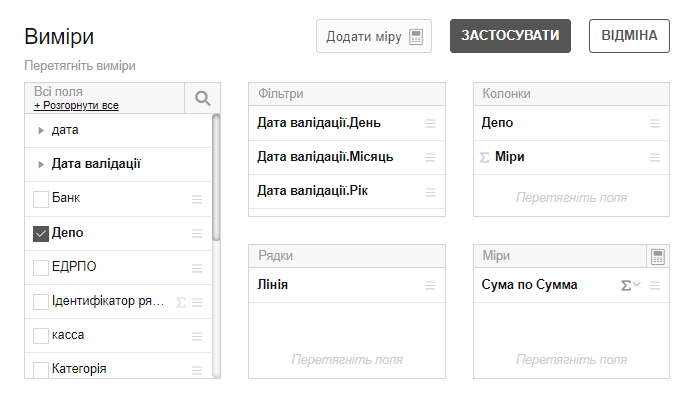 Виміри
Додати міру
ЗАСТОСУВАТИ
ВІДМІНА
Перетягніть виміри
Всі поля
+ Розгорнути все
дата
Дата валідації
Банк
Депо
ЕДРПО
Ідентифікатор ря...
касса
Категорія
Фільтри
Дата валідації.День
Дата валідації.Місяць
Дата валідації.Рік
Колонки
Депо
Σ Міри
Перетягніть поля
Рядки
Лінія
Перетягніть поля
Міри
Сума по Сумма
Перетягніть поля